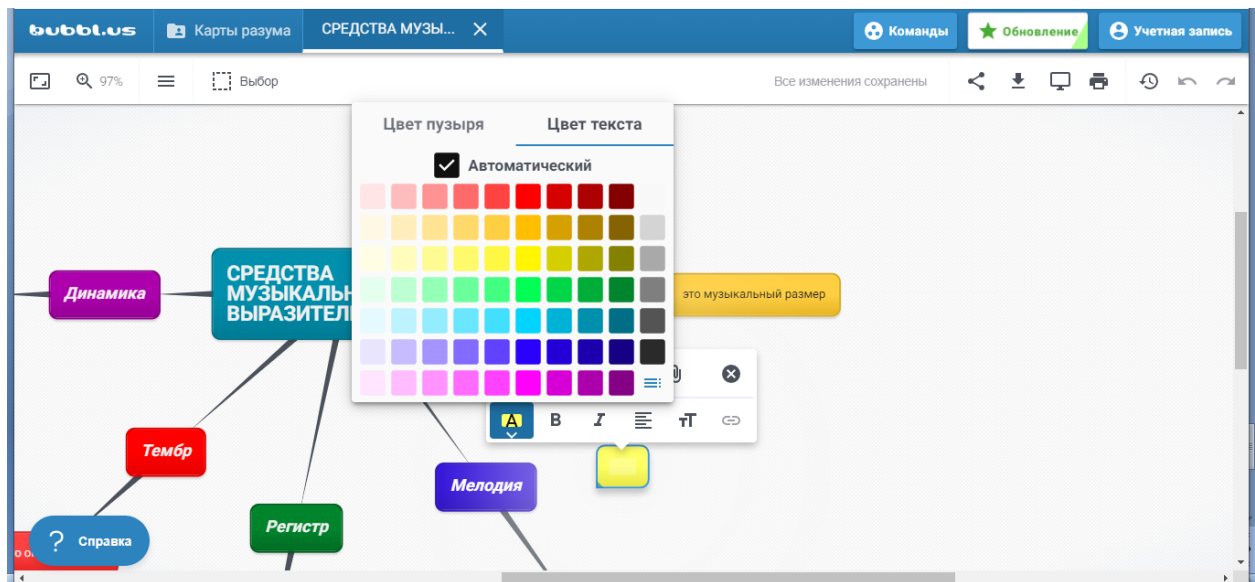 bubbl.us
Карты разума
СРЕДСТВА МУЗЫ...
Команды
Обновление
Учетная запись
97%
Выбор
Все изменения сохранены
Цвет пузыря
Цвет текста
Автоматический
Динамика
СРЕДСТВА
МУЗЫКАЛЬН
ВЫРАЗИТЕЛ
это музыкальный размер
A B I тТ
Тембр
Мелодия
Регистр
? Справка